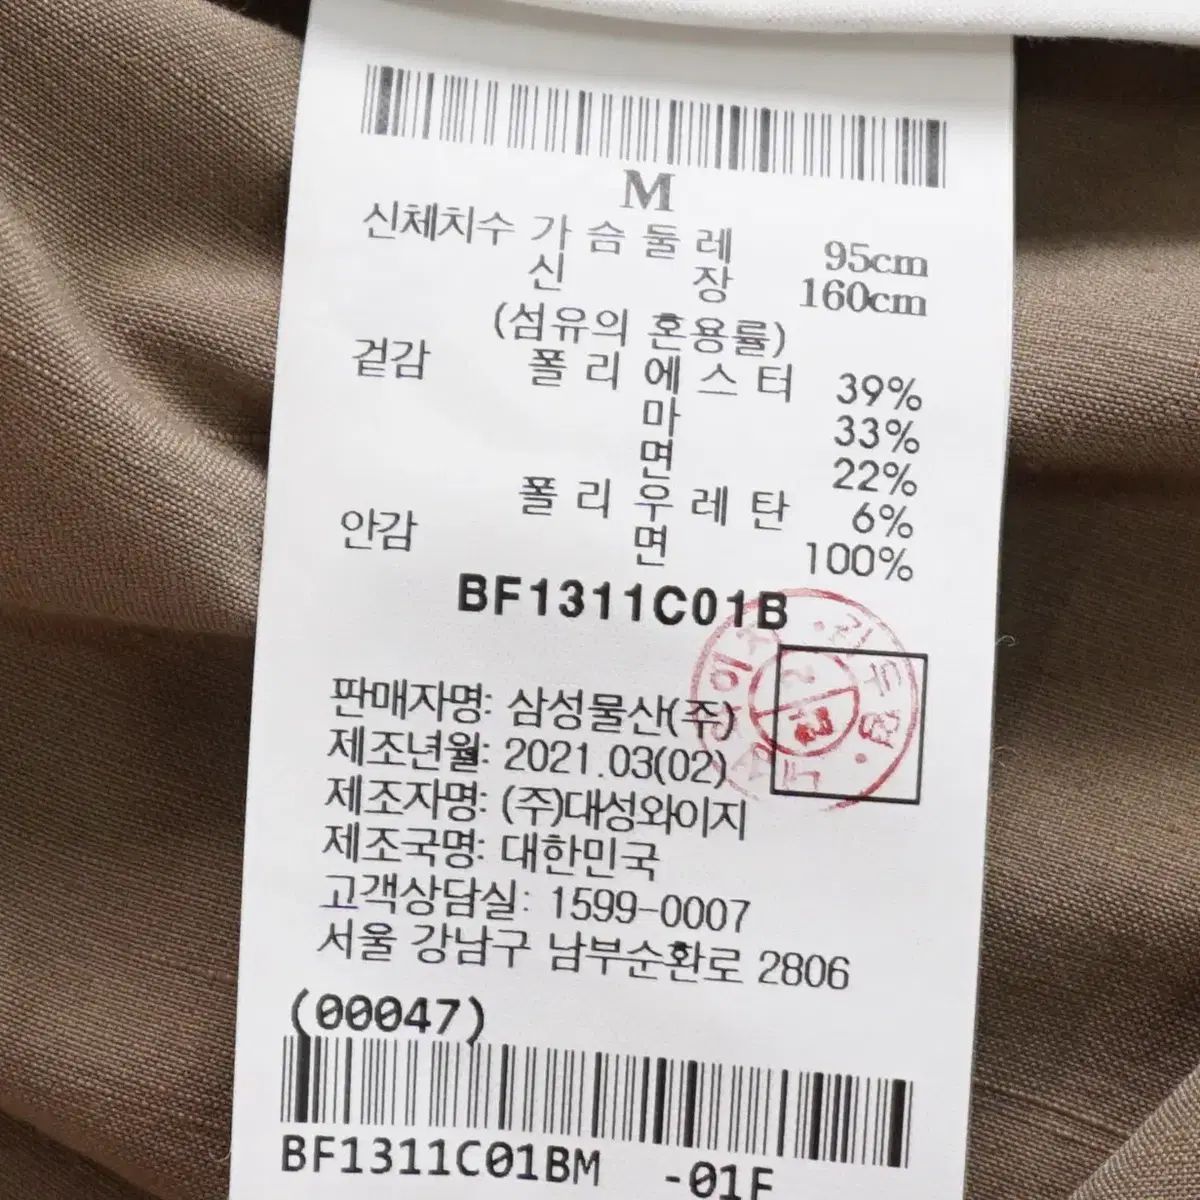 M
신체치수 가슴둘레 95cm
신장 160cm
(섬유의 혼용률)
겉감 폴리에스터 39%
마 33%
면 22%
폴리우레탄 6%
안감 면 100%
BF1311C01B
판매자명: 삼성물산(주)
제조년월: 2021.03(02)
제조자명: (주)대성와이지
제조국명: 대한민국
고객상담실: 1599-0007
서울 강남구 남부순환로 2806
(00047)
BF1311C01BM -01F